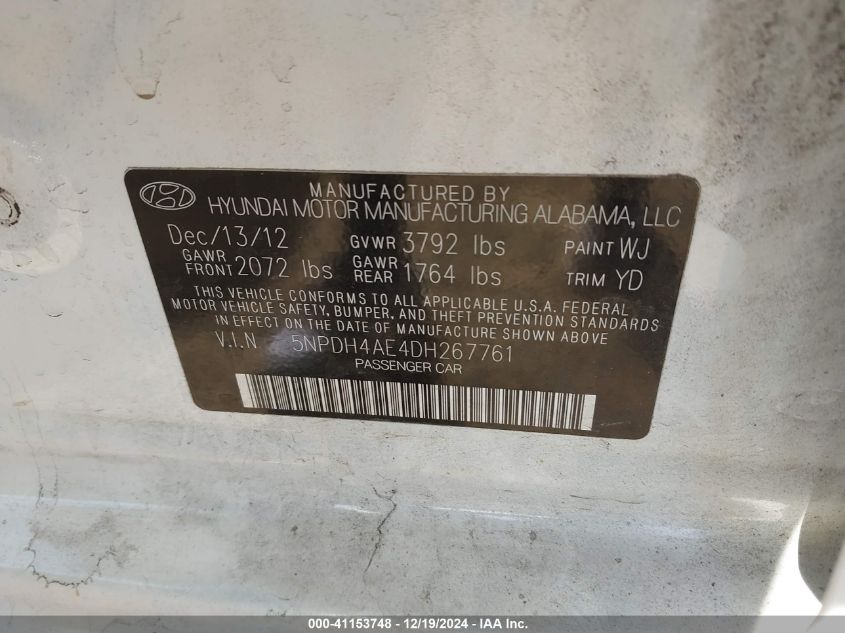 MANUFACTURED BY
HYUNDAI MOTOR MANUFACTURING ALABAMA, LLC
Dec/13/12 GVWR 3792 lbs PAINT WJ
GAWR FRONT 2072 lbs GAWR REAR 1764 lbs TRIM YD
THIS VEHICLE CONFORMS TO ALL APPLICABLE U.S.A. FEDERAL
MOTOR VEHICLE SAFETY, BUMPER, AND THEFT PREVENTION STANDARDS
IN EFFECT ON THE DATE OF MANUFACTURE SHOWN ABOVE
V.I.N 5NPDH4AE4DH267761
PASSENGER CAR
000-41153748 - 12/19/2024 - IAA Inc.